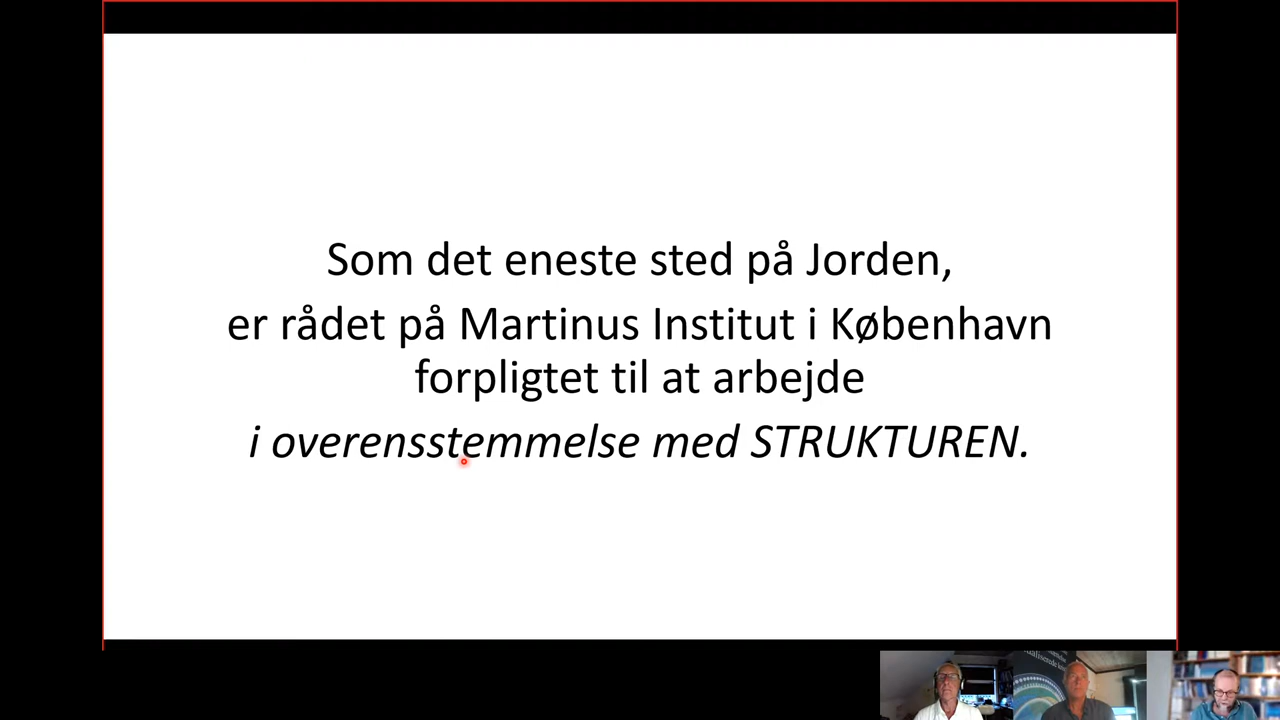 Som det eneste sted på Jorden,
er rådet på Martinus Institut i København
forpligtet til at arbejde
i overensstemmelse med STRUKTUREN.